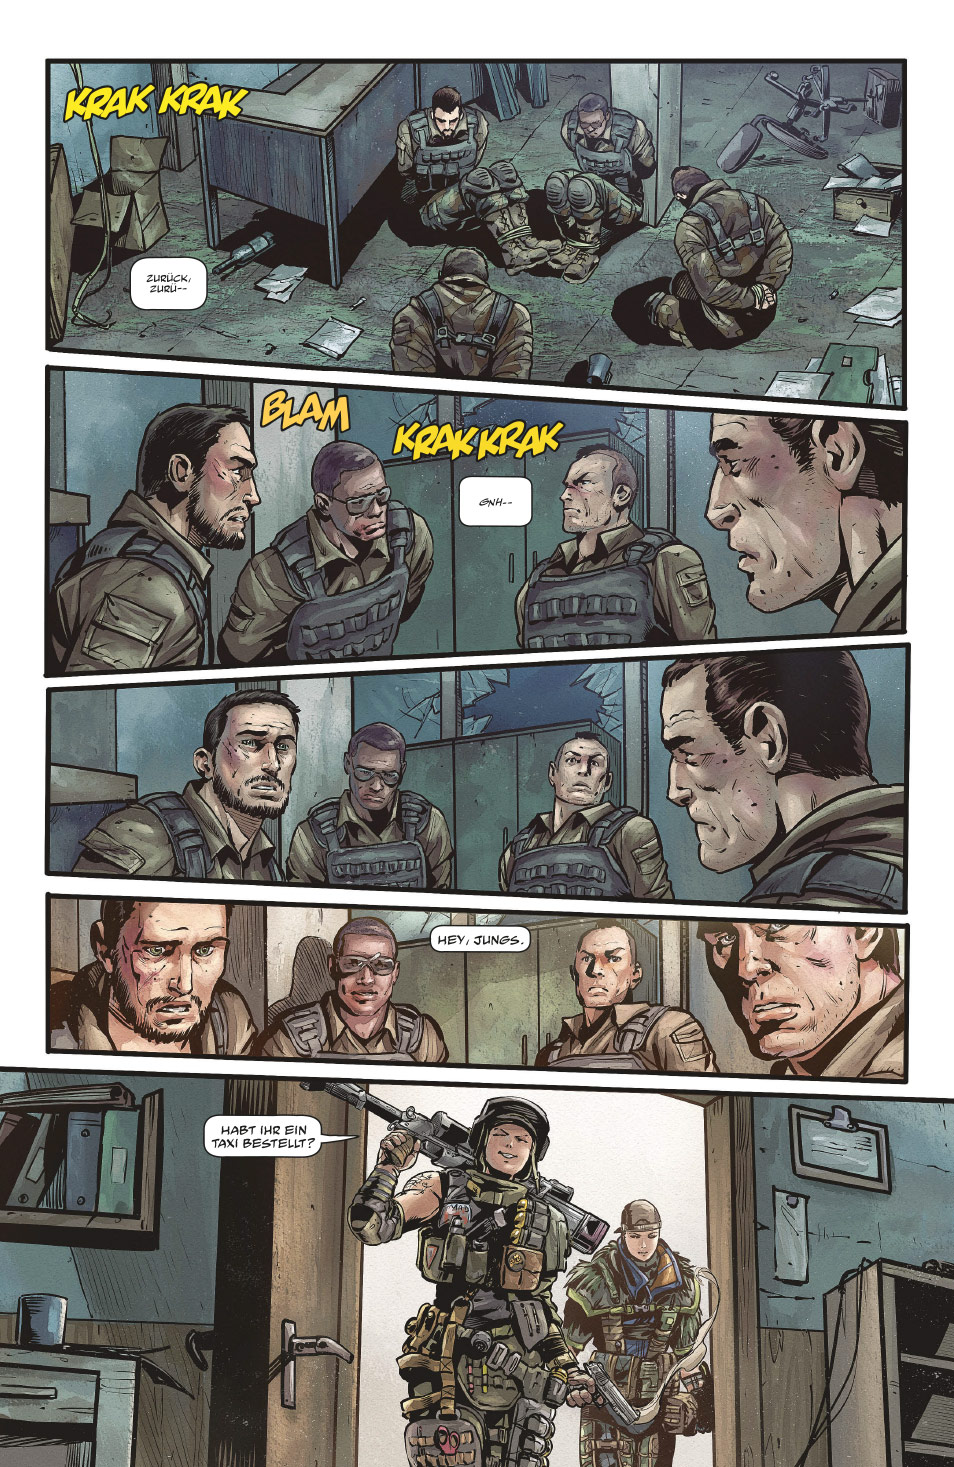 KRAK KRAK
ZURÜCK,
ZURÜ--
BLAM
KRAK KRAK
GNH--
HEY, JUNGS.
HABT IHR EIN
TAXI BESTELLT?